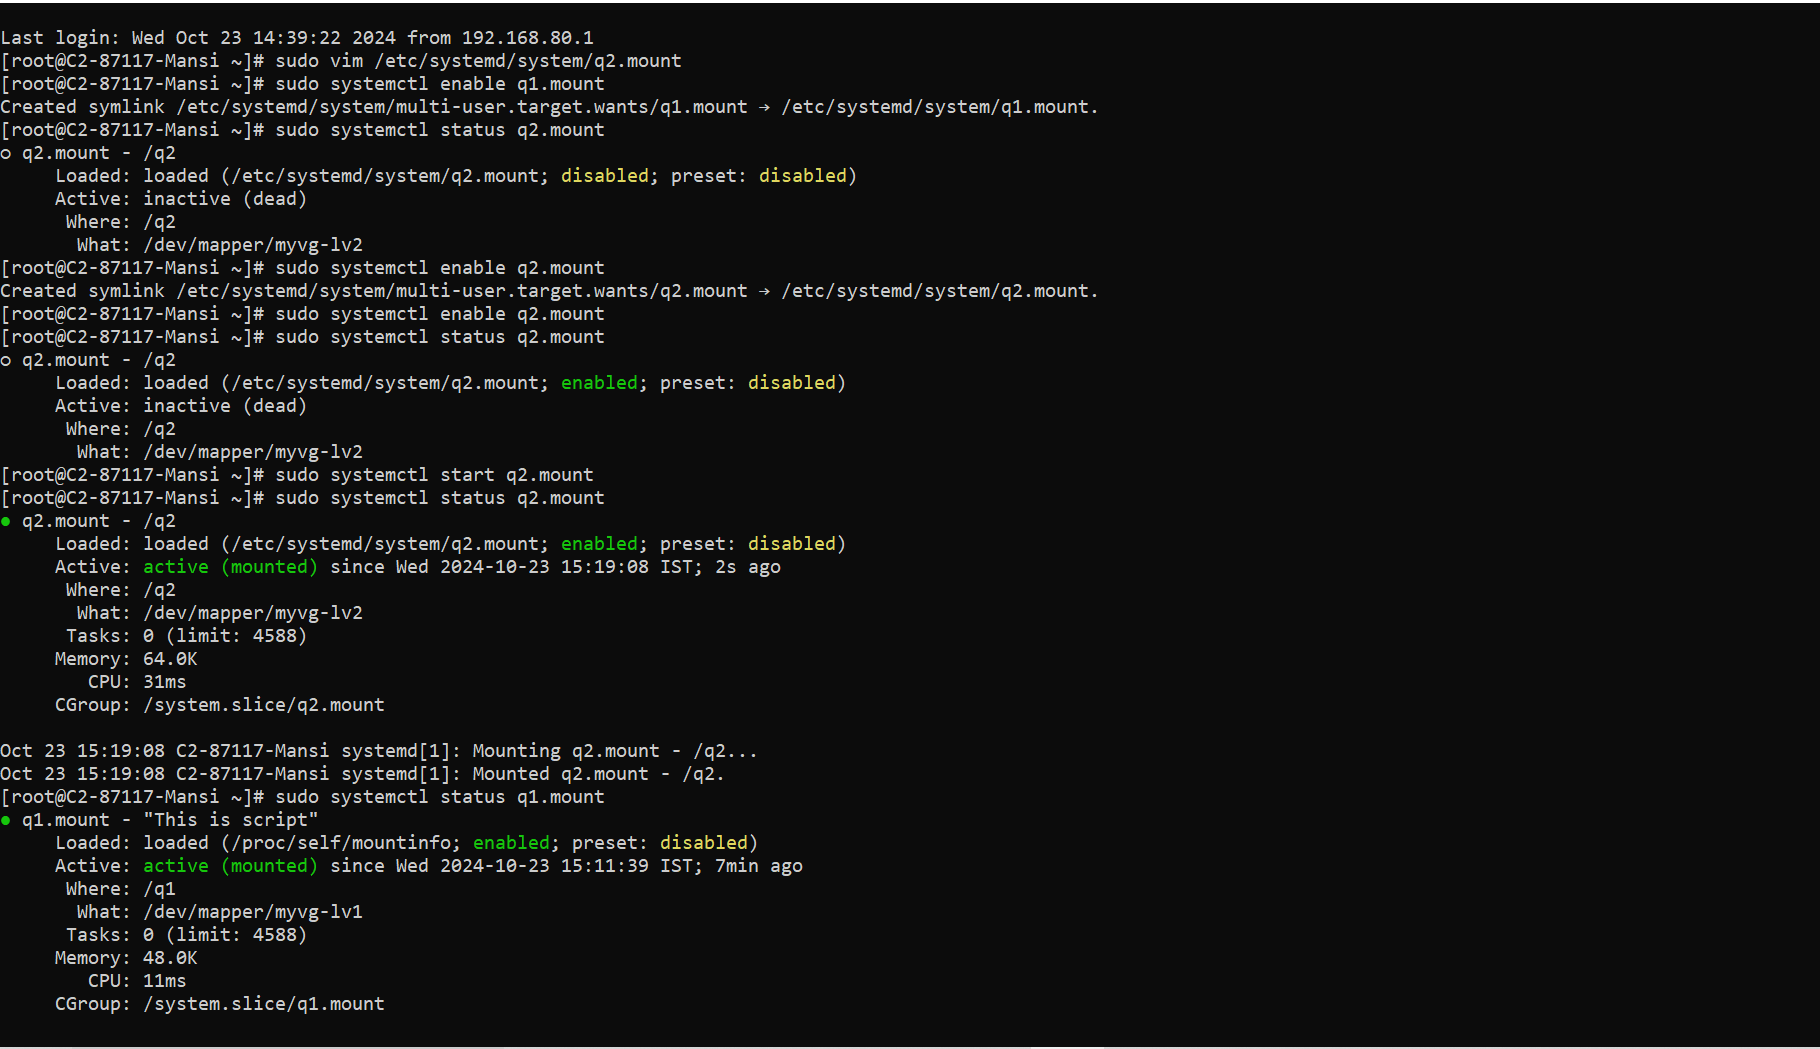 Last login: Wed Oct 23 14:39:22 2024 from 192.168.80.1
[root@C2-87117-Mansi ~]# sudo vim /etc/systemd/system/q2.mount
[root@C2-87117-Mansi ~]# sudo systemctl enable q1.mount
Created symlink /etc/systemd/system/multi-user.target.wants/q1.mount → /etc/systemd/system/q1.mount.
[root@C2-87117-Mansi ~]# sudo systemctl status q2.mount
○ q2.mount - /q2
     Loaded: loaded (/etc/systemd/system/q2.mount; disabled; preset: disabled)
     Active: inactive (dead)
      Where: /q2
       What: /dev/mapper/myvg-lv2
[root@C2-87117-Mansi ~]# sudo systemctl enable q2.mount
Created symlink /etc/systemd/system/multi-user.target.wants/q2.mount → /etc/systemd/system/q2.mount.
[root@C2-87117-Mansi ~]# sudo systemctl enable q2.mount
[root@C2-87117-Mansi ~]# sudo systemctl status q2.mount
○ q2.mount - /q2
     Loaded: loaded (/etc/systemd/system/q2.mount; enabled; preset: disabled)
     Active: inactive (dead)
      Where: /q2
       What: /dev/mapper/myvg-lv2
[root@C2-87117-Mansi ~]# sudo systemctl start q2.mount
[root@C2-87117-Mansi ~]# sudo systemctl status q2.mount
● q2.mount - /q2
     Loaded: loaded (/etc/systemd/system/q2.mount; enabled; preset: disabled)
     Active: active (mounted) since Wed 2024-10-23 15:19:08 IST; 2s ago
      Where: /q2
       What: /dev/mapper/myvg-lv2
      Tasks: 0 (limit: 4588)
     Memory: 64.0K
        CPU: 31ms
     CGroup: /system.slice/q2.mount
Oct 23 15:19:08 C2-87117-Mansi systemd[1]: Mounting q2.mount - /q2...
Oct 23 15:19:08 C2-87117-Mansi systemd[1]: Mounted q2.mount - /q2.
[root@C2-87117-Mansi ~]# sudo systemctl status q1.mount
● q1.mount - "This is script"
     Loaded: loaded (/proc/self/mountinfo; enabled; preset: disabled)
     Active: active (mounted) since Wed 2024-10-23 15:11:39 IST; 7min ago
      Where: /q1
       What: /dev/mapper/myvg-lv1
      Tasks: 0 (limit: 4588)
     Memory: 48.0K
        CPU: 11ms
     CGroup: /system.slice/q1.mount